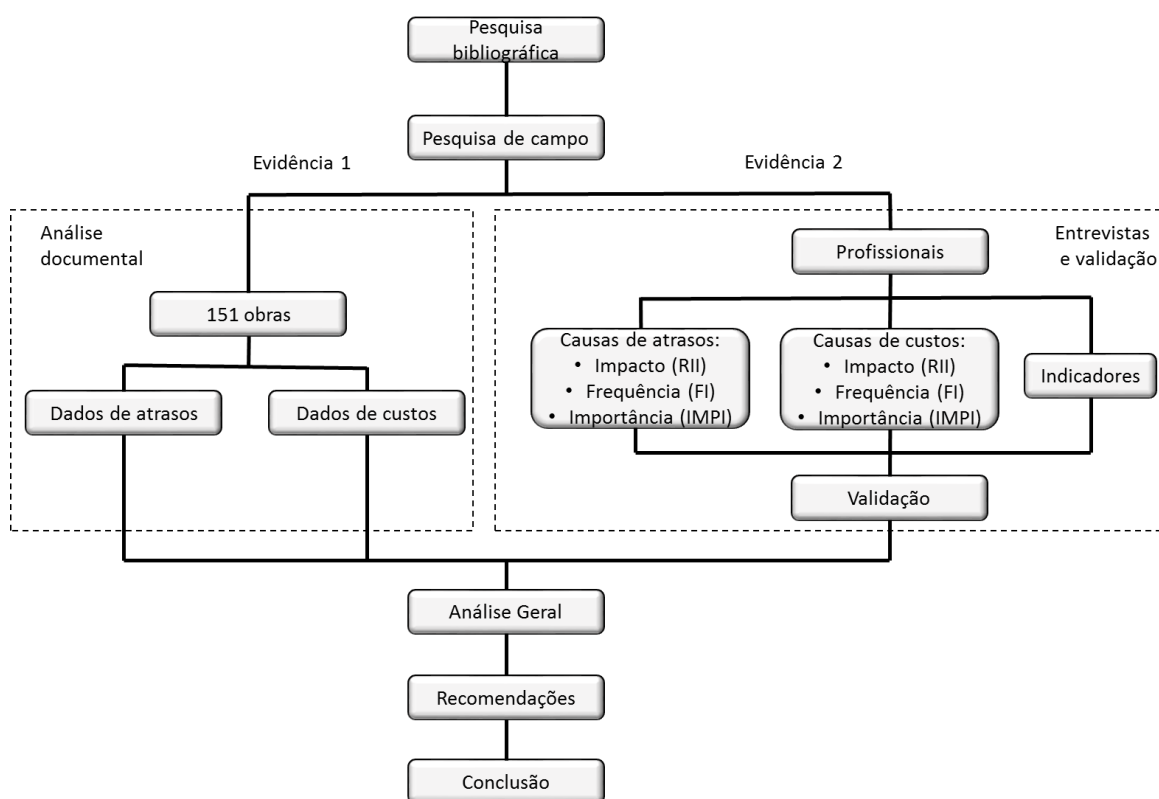 Pesquisa
bibliográfica
Pesquisa de campo
Evidência 1
Evidência 2
Análise
documental
151 obras
Dados de atrasos
Dados de custos
Entrevistas
e validação
Profissionais
Causas de atrasos:
• Impacto (RII)
• Frequência (FI)
• Importância (IMPI)
Causas de custos:
• Impacto (RII)
• Frequência (FI)
• Importância (IMPI)
Indicadores
Validação
Análise Geral
Recomendações
Conclusão